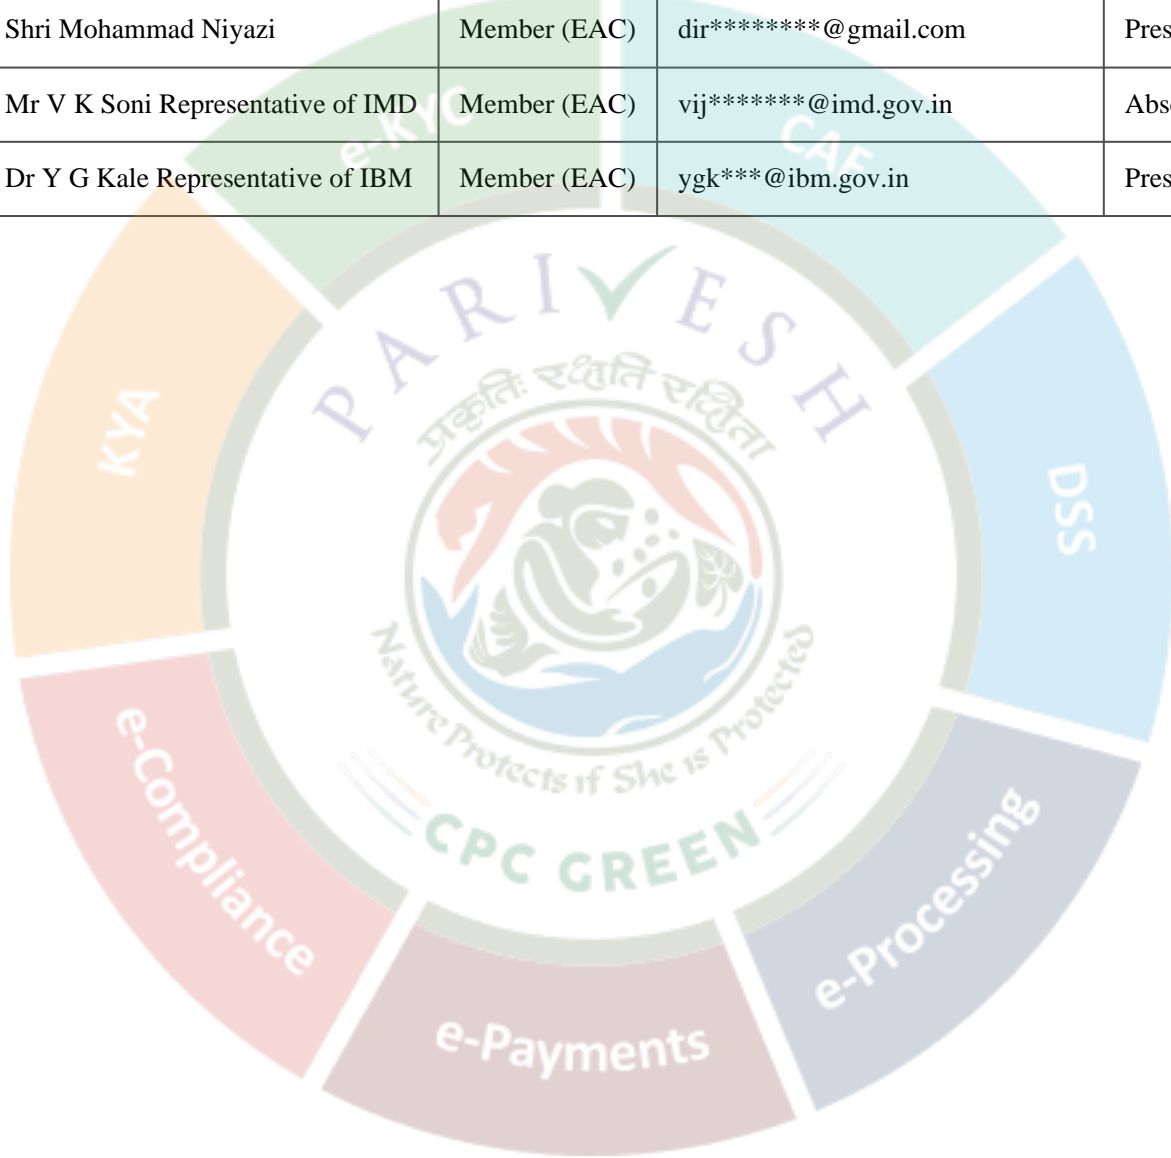 Shri Mohammad Niyazi Member (EAC) dir********@gmail.com Pres
Mr V K Soni Representative of IMD Member (EAC) vij*******@imd.gov.in Abs
Dr Y G Kale Representative of IBM Member (EAC) ygk***@ibm.gov.in Pres
e-KYC
CAF
PARIVESH
प्रकृतिः रक्षति रक्षिता
KYA
DSS
Nature Protects if She is Protected
CPC GREEN
e-Compliance
e-Processing
e-Payments